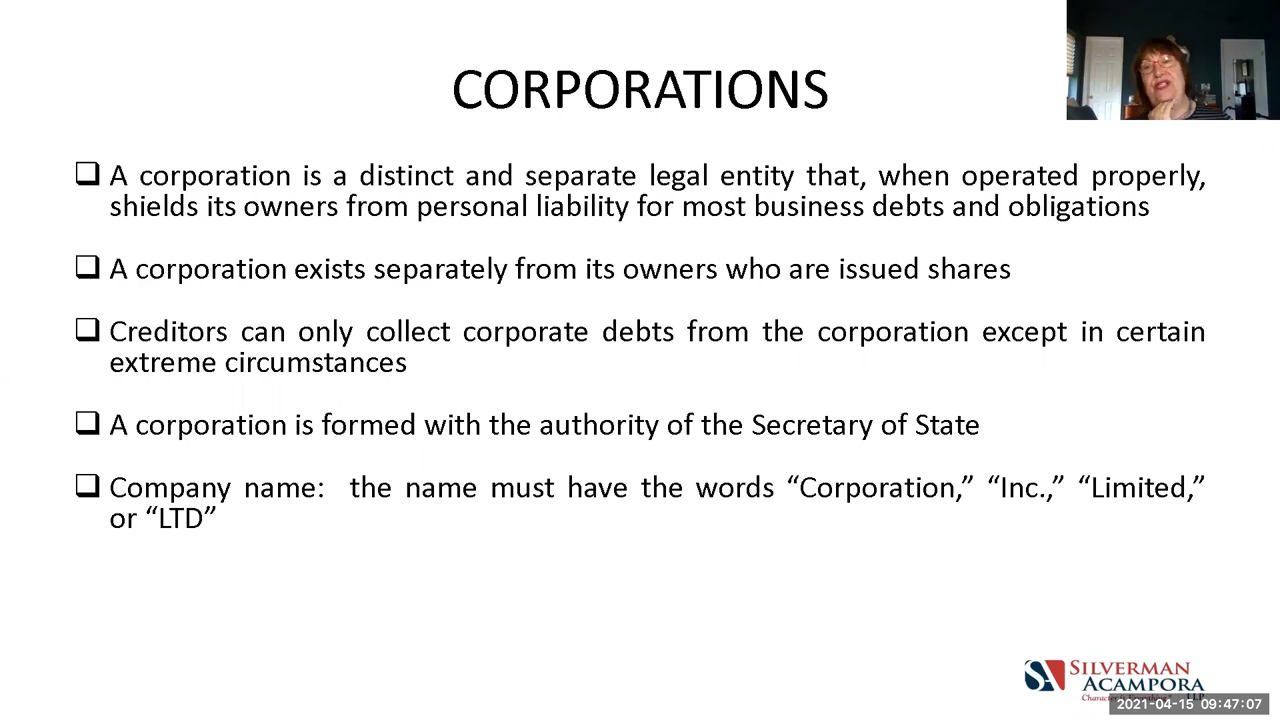 CORPORATIONS
A corporation is a distinct and separate legal entity that, when operated properly,
shields its owners from personal liability for most business debts and obligations
A corporation exists separately from its owners who are issued shares
Creditors can only collect corporate debts from the corporation except in certain
extreme circumstances
A corporation is formed with the authority of the Secretary of State
Company name: the name must have the words “Corporation,” “Inc.,” “Limited,”
or “LTD”
SA SILVERMAN
ACAMPORA
LLP
2021-04-15 09:47:07